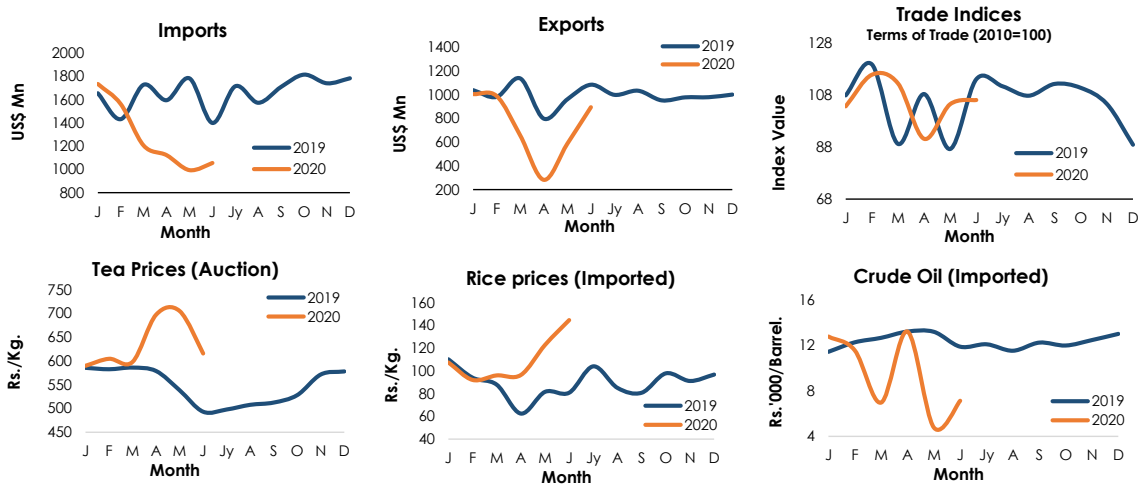 Imports
US$ Mn
2000
1800
1600
1400
1200
1000
800
2019
2020
J F M A M J Jy A S O N D
Month
Exports
US$ Mn
1400
1200
1000
800
600
400
200
2019
2020
J F M A M J Jy A S O N D
Month
Trade Indices
Terms of Trade (2010=100)
Index Value
128
108
88
68
2019
2020
J F M A M J Jy A S O N D
Month
Tea Prices (Auction)
Rs./Kg.
750
700
650
600
550
500
450
2019
2020
J F M A M J Jy A S O N D
Month
Rice prices (Imported)
Rs./Kg.
160
140
120
100
80
60
40
2019
2020
J F M A M J Jy A S O N D
Month
Crude Oil (Imported)
Rs.'000/Barrel.
16
12
8
4
2019
2020
J F M A M J Jy A S O N D
Month